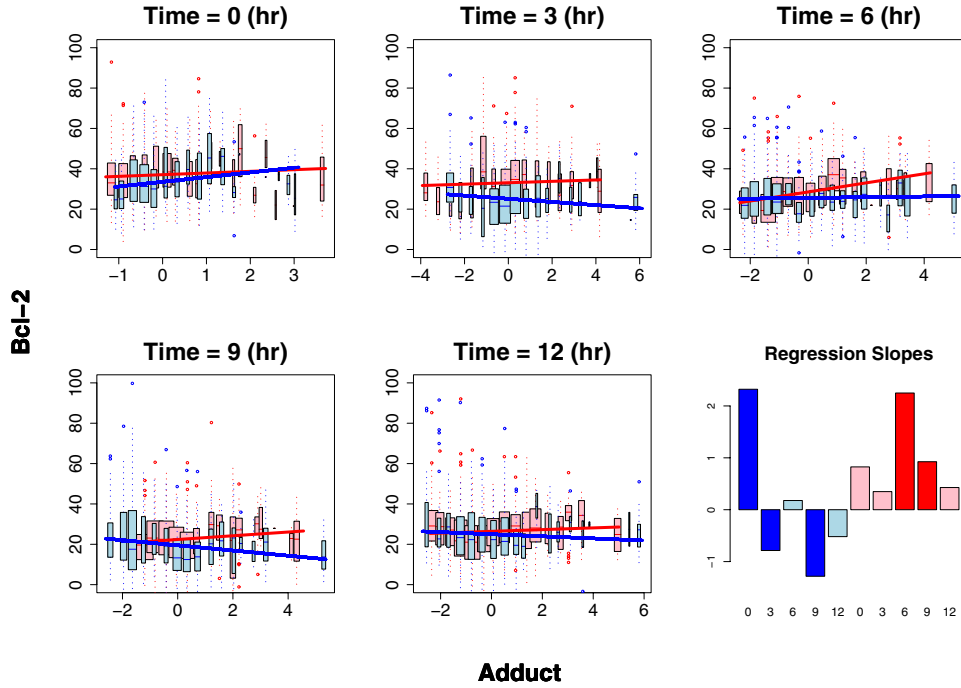 Time = 0 (hr)
Time = 3 (hr)
Time = 6 (hr)
100
80
60
40
20
0
−1 0 1 2 3
100
80
60
40
20
0
−4 −2 0 2 4 6
100
80
60
40
20
0
−2 0 2 4
Bcl−2
Time = 9 (hr)
Time = 12 (hr)
Regression Slopes
100
80
60
40
20
0
−2 0 2 4
100
80
60
40
20
0
−2 0 2 4 6
2
1
0
−1
0 3 6 9 12 0 3 6 9 12
Adduct